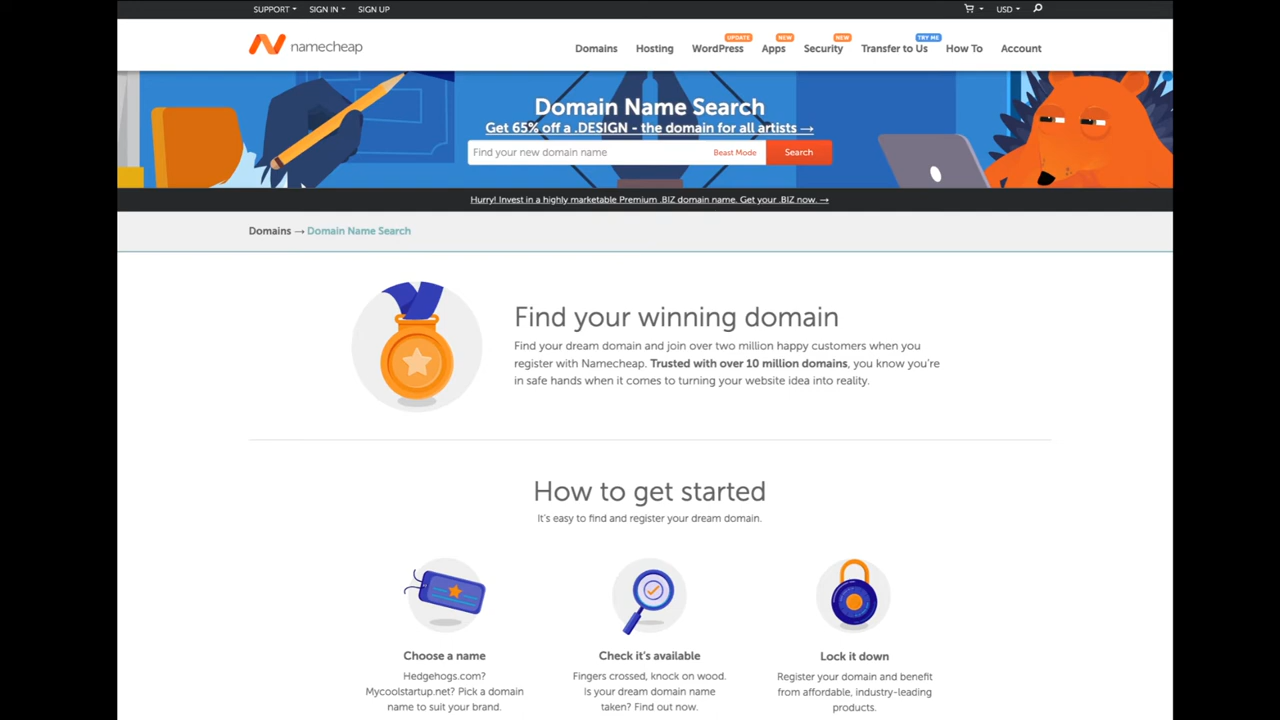 SUPPORT SIGN IN SIGN UP USD
namecheap
UPDATE NEW NEW TRY ME
Domains Hosting WordPress Apps Security Transfer to Us How To Account
Domain Name Search
Get 65% off a .DESIGN - the domain for all artists →
Find your new domain name Beast Mode Search
Hurry! Invest in a highly marketable Premium .BIZ domain name. Get your .BIZ now. →
Domains → Domain Name Search
Find your winning domain
Find your dream domain and join over two million happy customers when you
register with Namecheap. Trusted with over 10 million domains, you know you're
in safe hands when it comes to turning your website idea into reality.
How to get started
It's easy to find and register your dream domain.
Choose a name
Hedgehogs.com?
Mycoolstartup.net? Pick a domain
name to suit your brand.
Check it's available
Fingers crossed, knock on wood.
Is your dream domain name
taken? Find out now.
Lock it down
Register your domain and benefit
from affordable, industry-leading
products.